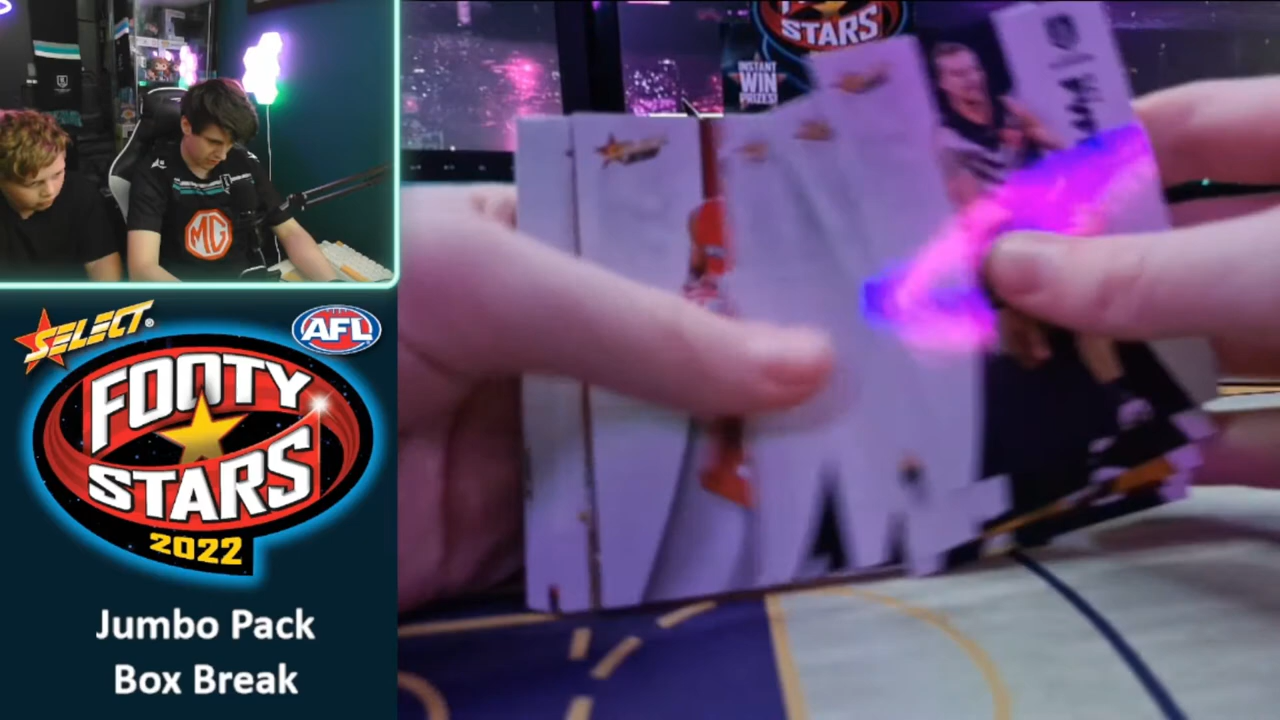 SELECT
AFL
FOOTY
STARS
2022
Jumbo Pack
Box Break
MG
STARS
INSTANT
WIN
PRIZES!